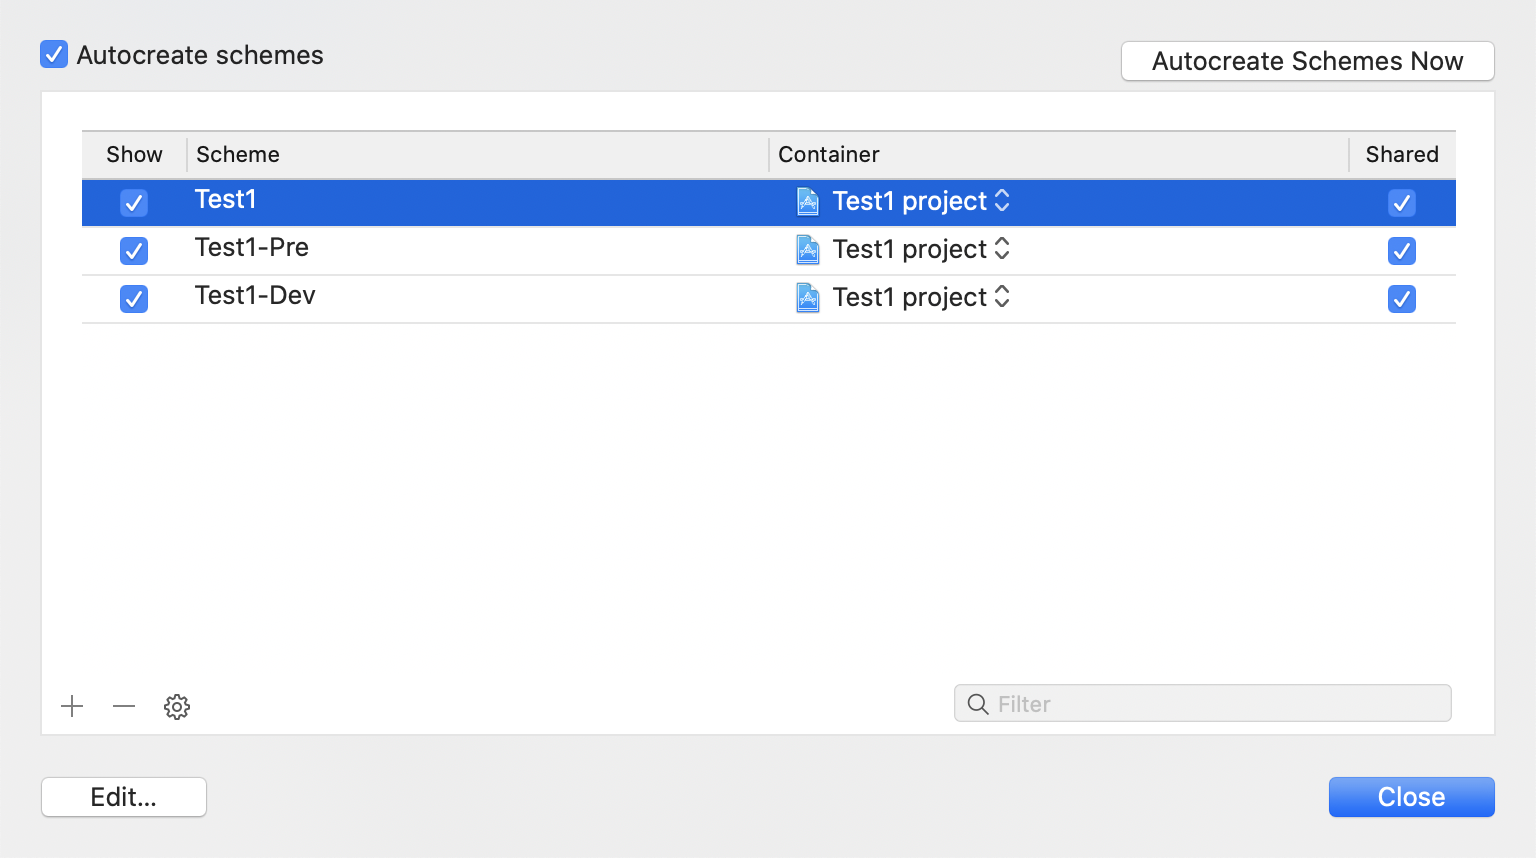 Autocreate schemes
Autocreate Schemes Now
Show Scheme Container Shared
Test1 Test1 project
Test1-Pre Test1 project
Test1-Dev Test1 project
Filter
Edit...
Close